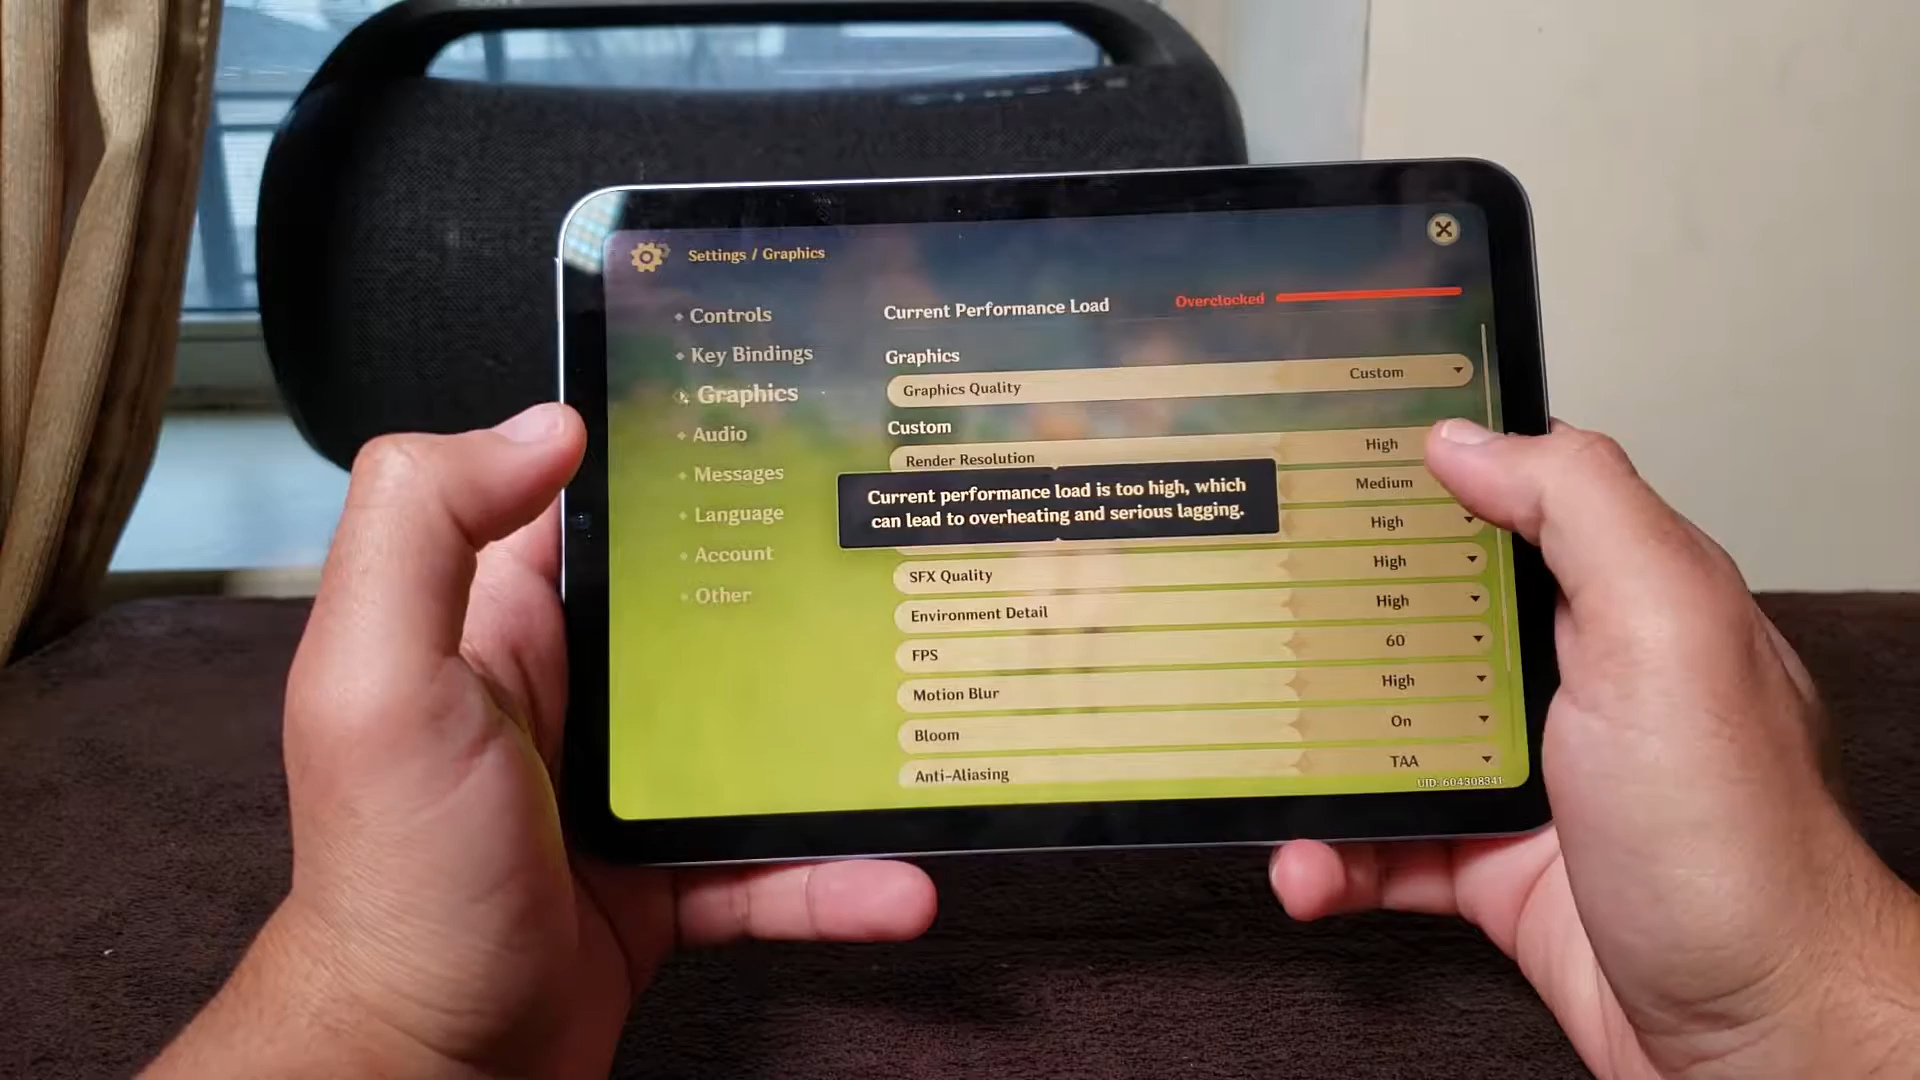 Settings / Graphics
Controls
Key Bindings
Graphics
Audio
Messages
Language
Account
Other
Current Performance Load Overclocked
Graphics
Graphics Quality Custom
Custom
Render Resolution High
Medium
High
Current performance load is too high, which
can lead to overheating and serious lagging.
SFX Quality High
Environment Detail High
FPS 60
Motion Blur High
Bloom On
Anti-Aliasing TAA
UID: 604308341